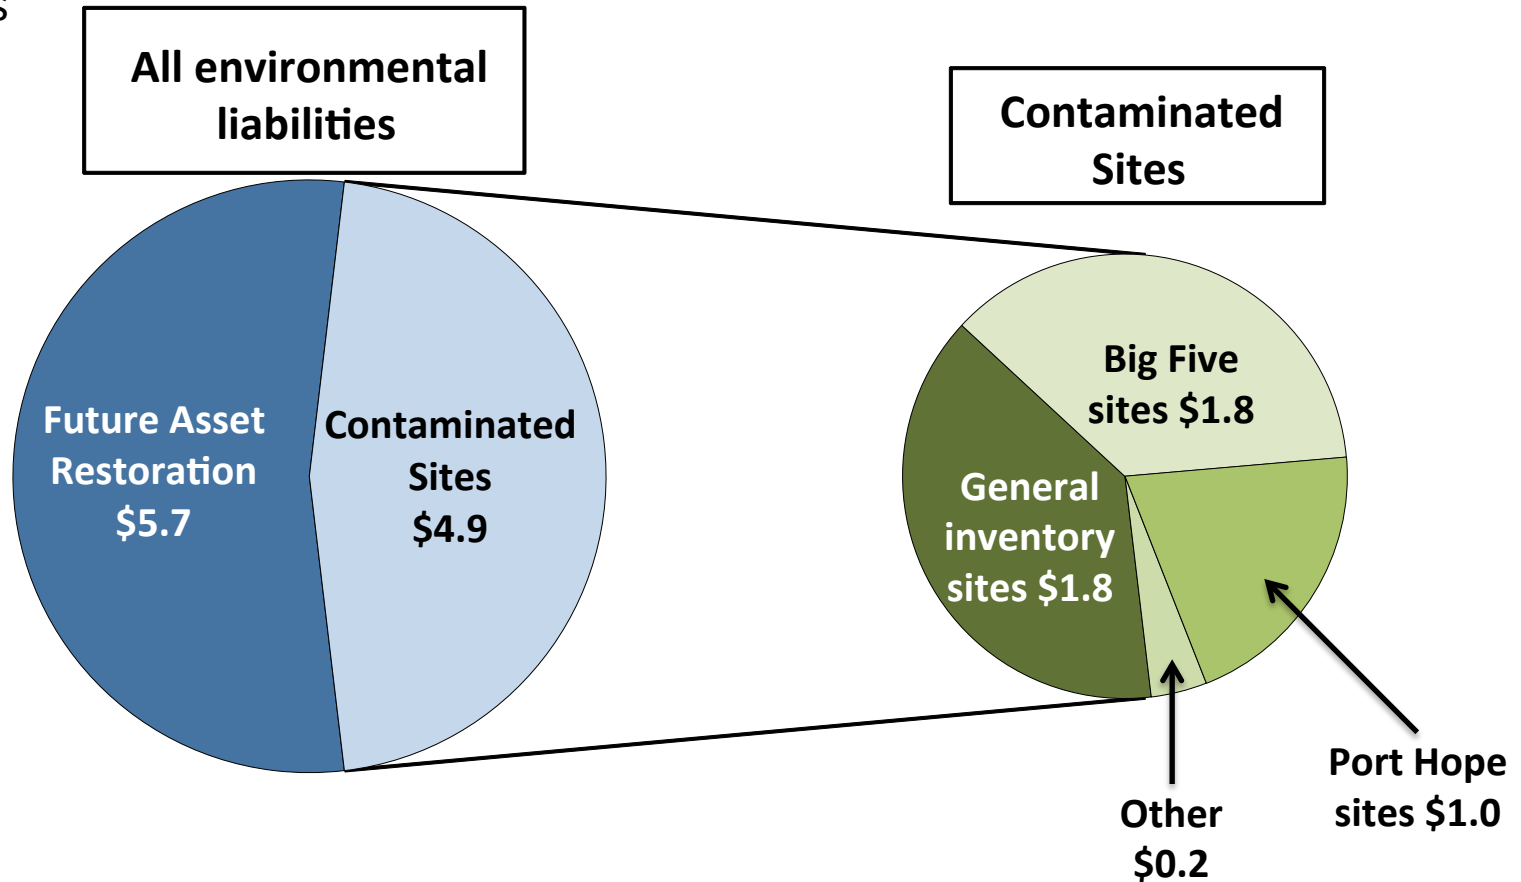 All environmental
liabilities
Contaminated
Sites
Future Asset
Restoration
$5.7
Contaminated
Sites
$4.9
Big Five
sites $1.8
General
inventory
sites $1.8
Port Hope
sites $1.0
Other
$0.2